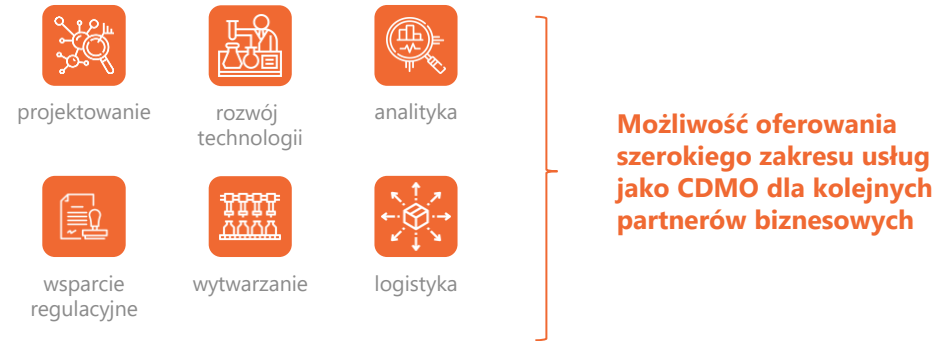 projektowanie
rozwój
technologii
analityka
wsparcie
regulacyjne
wytwarzanie
logistyka
Możliwość oferowania
szerokiego zakresu usług
jako CDMO dla kolejnych
partnerów biznesowych